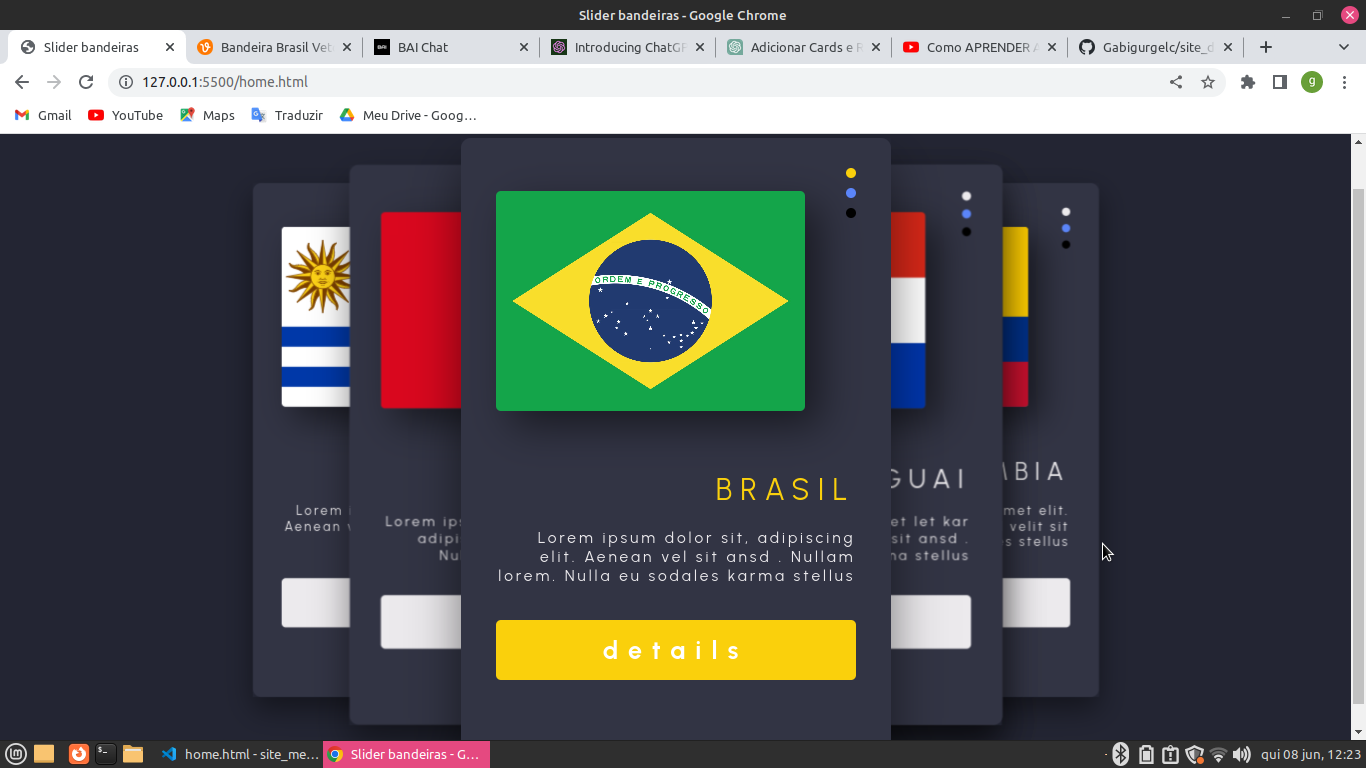 Slider bandeiras - Google Chrome
Slider bandeiras
Bandeira Brasil Vet
BAI
BAI Chat
Introducing ChatGP
Adicionar Cards e R
Como APRENDER A
Gabigurgelc/site_d
127.0.0.1:5500/home.html
g
Gmail
YouTube
Maps
Traduzir
Meu Drive - Goog…
ORDEM E PROGRESSO
BRASIL
GUAI
MBIA
Lorem i
Aenean v
Lorem ips
adipi
Nu
Lorem ipsum dolor sit, adipiscing
elit. Aenean vel sit ansd . Nullam
lorem. Nulla eu sodales karma stellus
et let kar
sit ansd .
na stellus
met elit.
velit sit
s stellus
details
home.html - site_me…
Slider bandeiras - G…
qui 08 jun, 12:23